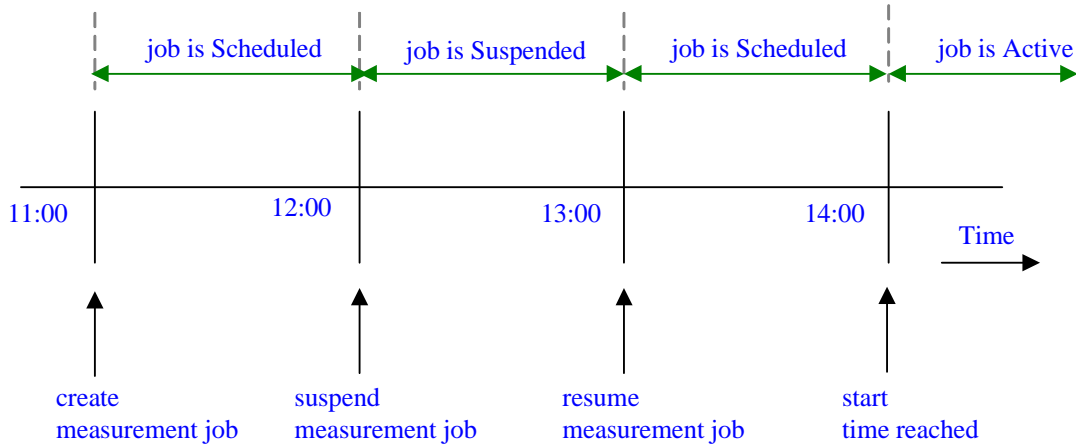 job is Scheduled
job is Suspended
job is Scheduled
job is Active
11:00
12:00
13:00
14:00
Time
create
measurement job
suspend
measurement job
resume
measurement job
start
time reached